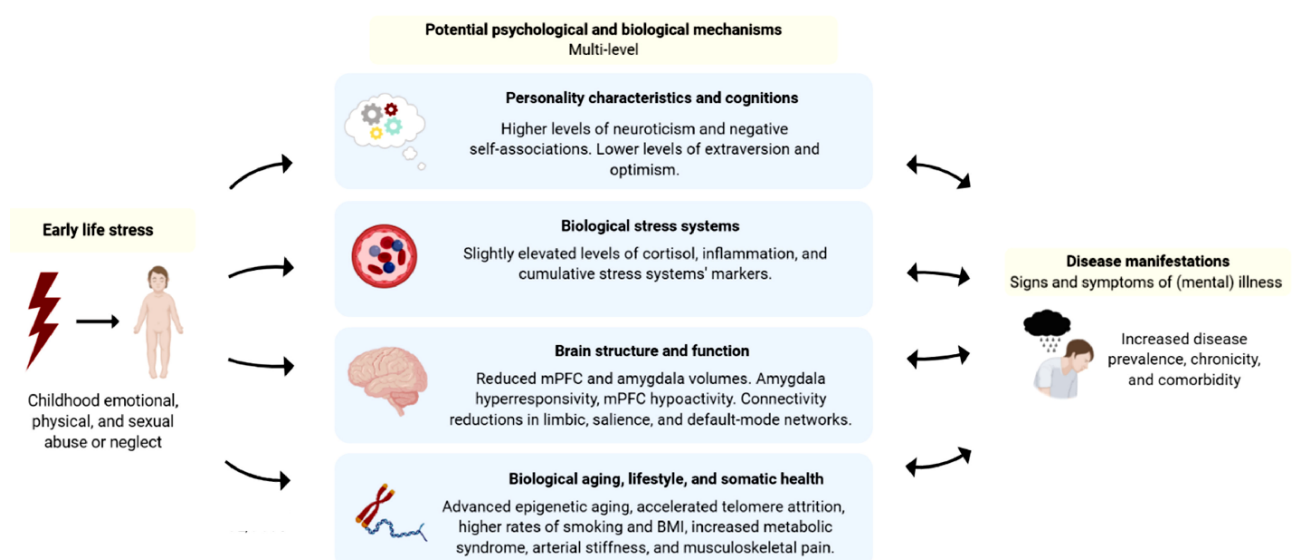 Potential psychological and biological mechanisms
Multi-level
Personality characteristics and cognitions
Higher levels of neuroticism and negative
self-associations. Lower levels of extraversion and
optimism.
Early life stress
Childhood emotional,
physical, and sexual
abuse or neglect
Biological stress systems
Slightly elevated levels of cortisol, inflammation, and
cumulative stress systems' markers.
Brain structure and function
Reduced mPFC and amygdala volumes. Amygdala
hyperresponsivity, mPFC hypoactivity. Connectivity
reductions in limbic, salience, and default-mode networks.
Biological aging, lifestyle, and somatic health
Advanced epigenetic aging, accelerated telomere attrition,
higher rates of smoking and BMI, increased metabolic
syndrome, arterial stiffness, and musculoskeletal pain.
Disease manifestations
Signs and symptoms of (mental) illness
Increased disease
prevalence, chronicity,
and comorbidity